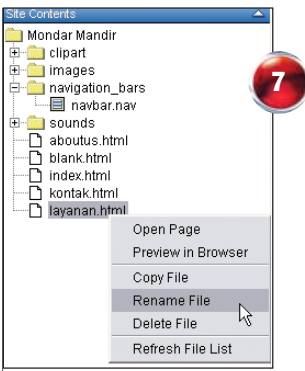 Site Contents
Mondar Mandir
clipart
images
navigation_bars
navbar.nav
sounds
aboutus.html
blank.html
index.html
kontak.html
layanan.html
Open Page
Preview in Browser
Copy File
Rename File
Delete File
Refresh File List
7